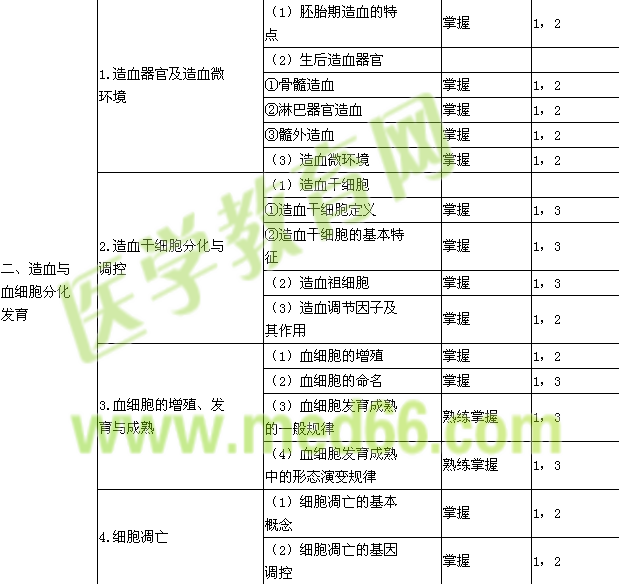 二、造血与
血细胞分化
发育
1.造血器官及造血微
环境
（1）胚胎期造血的特
点
掌握
1，2
（2）生后造血器官
①骨髓造血
掌握
1，2
②淋巴器官造血
掌握
1，2
③髓外造血
掌握
1，2
（3）造血微环境
掌握
1，2
2.造血干细胞分化与
调控
（1）造血干细胞
①造血干细胞定义
掌握
1，3
②造血干细胞的基本特
征
掌握
1，3
（2）造血祖细胞
掌握
1，3
（3）造血调节因子及
其作用
掌握
1，2
3.血细胞的增殖、发
育与成熟
（1）血细胞的增殖
掌握
1，2
（2）血细胞的命名
掌握
1，3
（3）血细胞发育成熟
的一般规律
熟练掌握
1，3
（4）血细胞发育成熟
中的形态演变规律
熟练掌握
1，3
4.细胞凋亡
（1）细胞凋亡的基本
概念
掌握
1，2
（2）细胞凋亡的基因
调控
掌握
1，2
医学教育网
www.med66.com